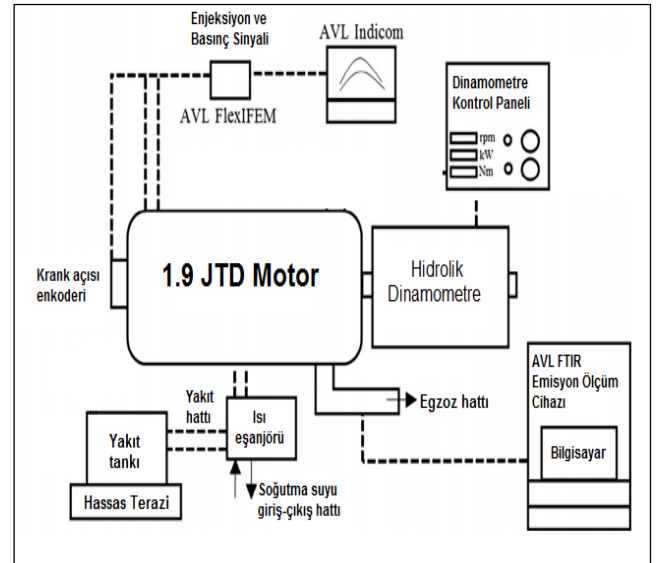 Enjeksiyon ve
Basınç Sinyali
AVL Indicom
AVL FlexIFEM
Dinamometre
Kontrol Paneli
rpm
kW
Nm
Krank açısı
enkoderi
1.9 JTD Motor
Hidrolik
Dinamometre
AVL FTIR
Emisyon Ölçüm
Cihazı
Bilgisayar
Yakıt
hattı
Isı
eşanjörü
Egzoz hattı
Yakıt
tankı
Hassas Terazi
Soğutma suyu
giriş-çıkış hattı